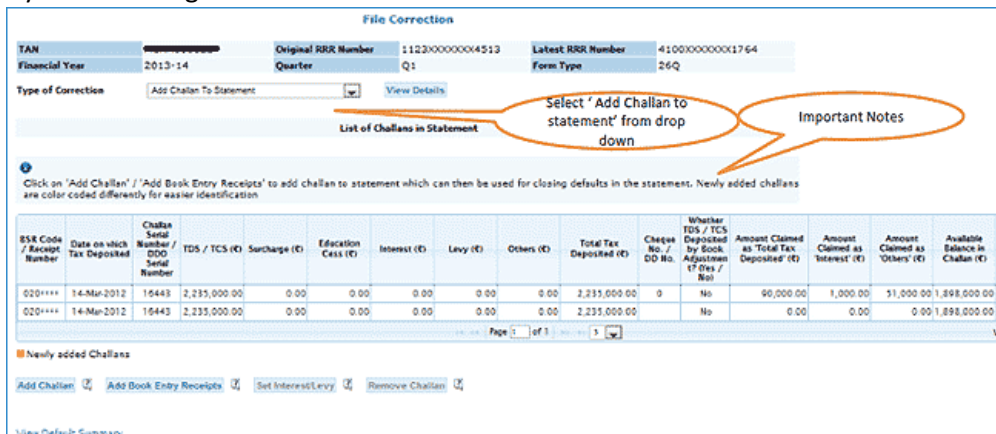 File Correction
TAN Original RRR Number 1123XXXXXXX4513 Latest RRR Number 4100XXXXXXX1764
Financial Year 2013-14 Quarter Q1 Form Type 26Q
Type of Correction Add Challan To Statement View Details
Select ‘ Add Challan to
statement’ from drop
down
Important Notes
List of Challans in Statement
Click on 'Add Challan' / 'Add Book Entry Receipts' to add challan to statement which can then be used for closing defaults in the statement. Newly added challans
are color coded differently for easier identification
BSR Code / Receipt Number
Date on which Tax Deposited
Challan Serial Number / DDO Serial Number
TDS / TCS (₹)
Surcharge (₹)
Education Cess (₹)
Interest (₹)
Levy (₹)
Others (₹)
Total Tax Deposited (₹)
Cheque No. / DD No.
Whether TDS / TCS Deposited by Book Adjustmen t? (Yes / No)
Amount Claimed as 'Total Tax Deposited' (₹)
Amount Claimed as 'Interest' (₹)
Amount Claimed as 'Others' (₹)
Available Balance in Challan (₹)
020**** 14-Mar-2012 16443 2,235,000.00 0.00 0.00 0.00 0.00 0.00 2,235,000.00 0 No 90,000.00 1,000.00 51,000.00 1,898,000.00
020**** 14-Mar-2012 16443 2,235,000.00 0.00 0.00 0.00 0.00 0.00 2,235,000.00 No 0.00 0.00 0.00 1,898,000.00
Page 1 of 1 5
Newly added Challans
Add Challan Add Book Entry Receipts Set Interest/Levy Remove Challan
View Default Summary